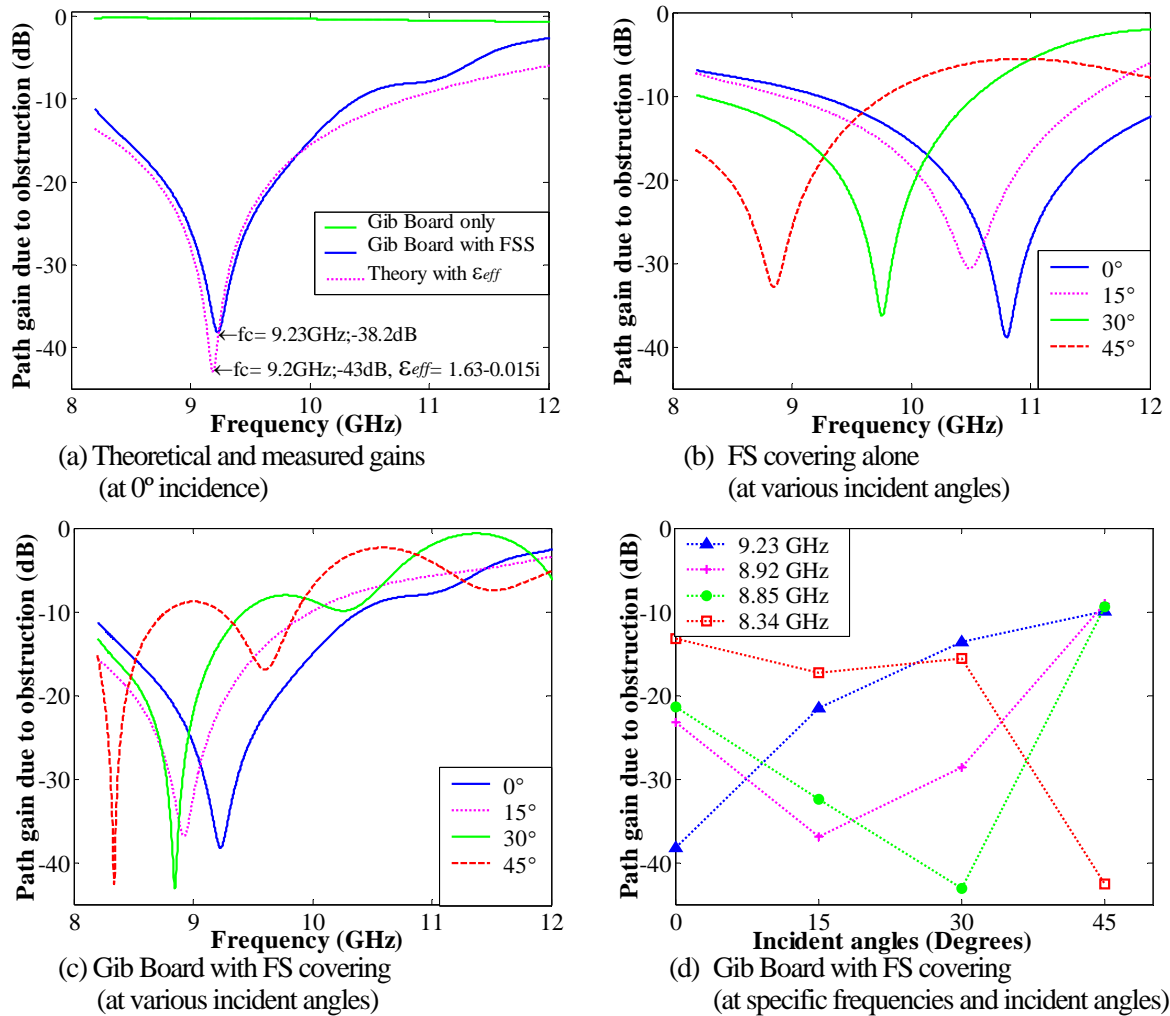 Path gain due to obstruction (dB)
0
-10
-20
-30
-40
Gib Board only
Gib Board with FSS
Theory with εeff
←fc= 9.23GHz;-38.2dB
←fc= 9.2GHz;-43dB, εeff= 1.63-0.015i
8 9 10 11 12
Frequency (GHz)
(a) Theoretical and measured gains
(at 0º incidence)
Path gain due to obstruction (dB)
0
-10
-20
-30
-40
0°
15°
30°
45°
8 9 10 11 12
Frequency (GHz)
(b) FS covering alone
(at various incident angles)
Path gain due to obstruction (dB)
0
-10
-20
-30
-40
0°
15°
30°
45°
8 9 10 11 12
Frequency (GHz)
(c) Gib Board with FS covering
(at various incident angles)
Path gain due to obstruction (dB)
0
-10
-20
-30
-40
9.23 GHz
8.92 GHz
8.85 GHz
8.34 GHz
0 15 30 45
Incident angles (Degrees)
(d) Gib Board with FS covering
(at specific frequencies and incident angles)